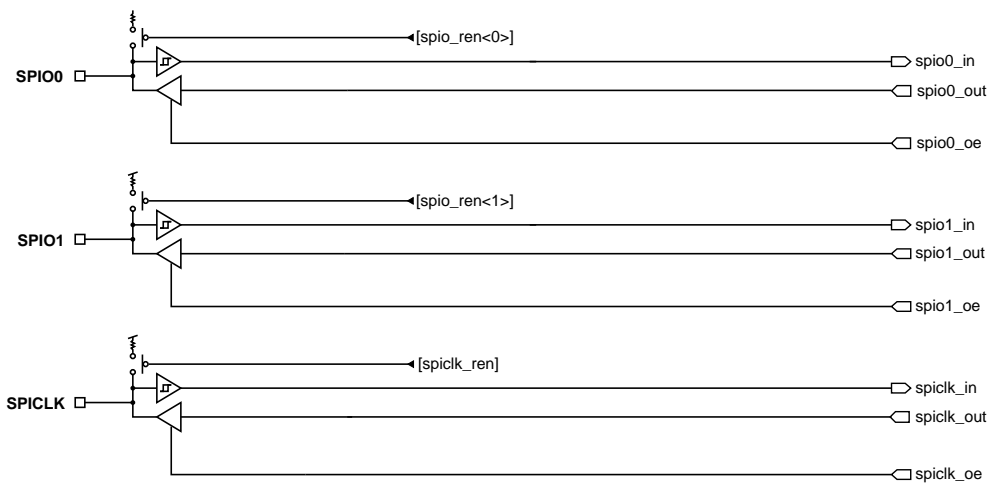 [spio_ren<0>]
spio0_in
SPIO0
spio0_out
spio0_oe
[spio_ren<1>]
spio1_in
SPIO1
spio1_out
spio1_oe
[spiclk_ren]
spiclk_in
SPICLK
spiclk_out
spiclk_oe